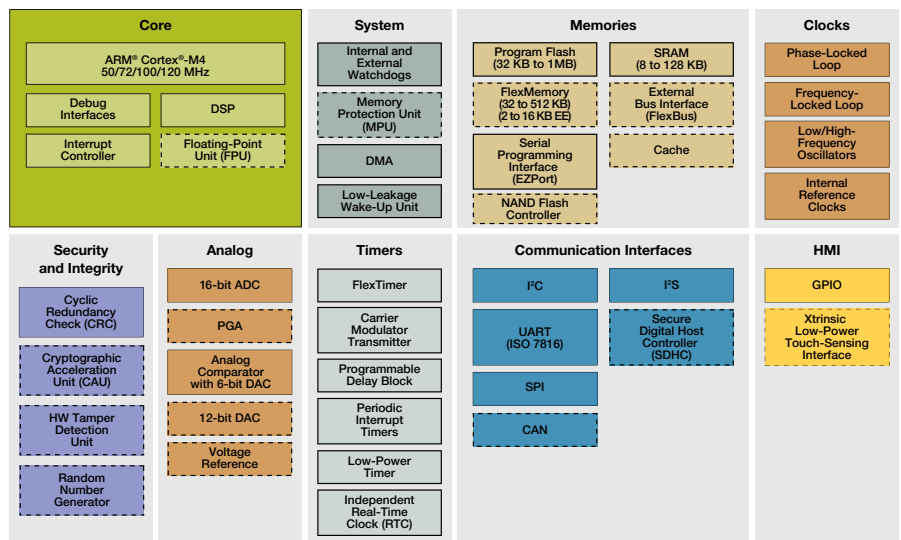 Core
ARM® Cortex®-M4
50/72/100/120 MHz
Debug
Interfaces
DSP
Interrupt
Controller
Floating-Point
Unit (FPU)
System
Internal and
External
Watchdogs
Memory
Protection Unit
(MPU)
DMA
Low-Leakage
Wake-Up Unit
Memories
Program Flash
(32 KB to 1MB)
SRAM
(8 to 128 KB)
FlexMemory
(32 to 512 KB)
(2 to 16 KB EE)
External
Bus Interface
(FlexBus)
Serial
Programming
Interface
(EZPort)
Cache
NAND Flash
Controller
Clocks
Phase-Locked
Loop
Frequency-
Locked Loop
Low/High-
Frequency
Oscillators
Internal
Reference
Clocks
Security
and Integrity
Cyclic
Redundancy
Check (CRC)
Cryptographic
Acceleration
Unit (CAU)
HW Tamper
Detection
Unit
Random
Number
Generator
Analog
16-bit ADC
PGA
Analog
Comparator
with 6-bit DAC
12-bit DAC
Voltage
Reference
Timers
FlexTimer
Carrier
Modulator
Transmitter
Programmable
Delay Block
Periodic
Interrupt
Timers
Low-Power
Timer
Independent
Real-Time
Clock (RTC)
Communication Interfaces
I²C
I²S
UART
(ISO 7816)
Secure
Digital Host
Controller
(SDHC)
SPI
CAN
HMI
GPIO
Xtrinsic
Low-Power
Touch-Sensing
Interface